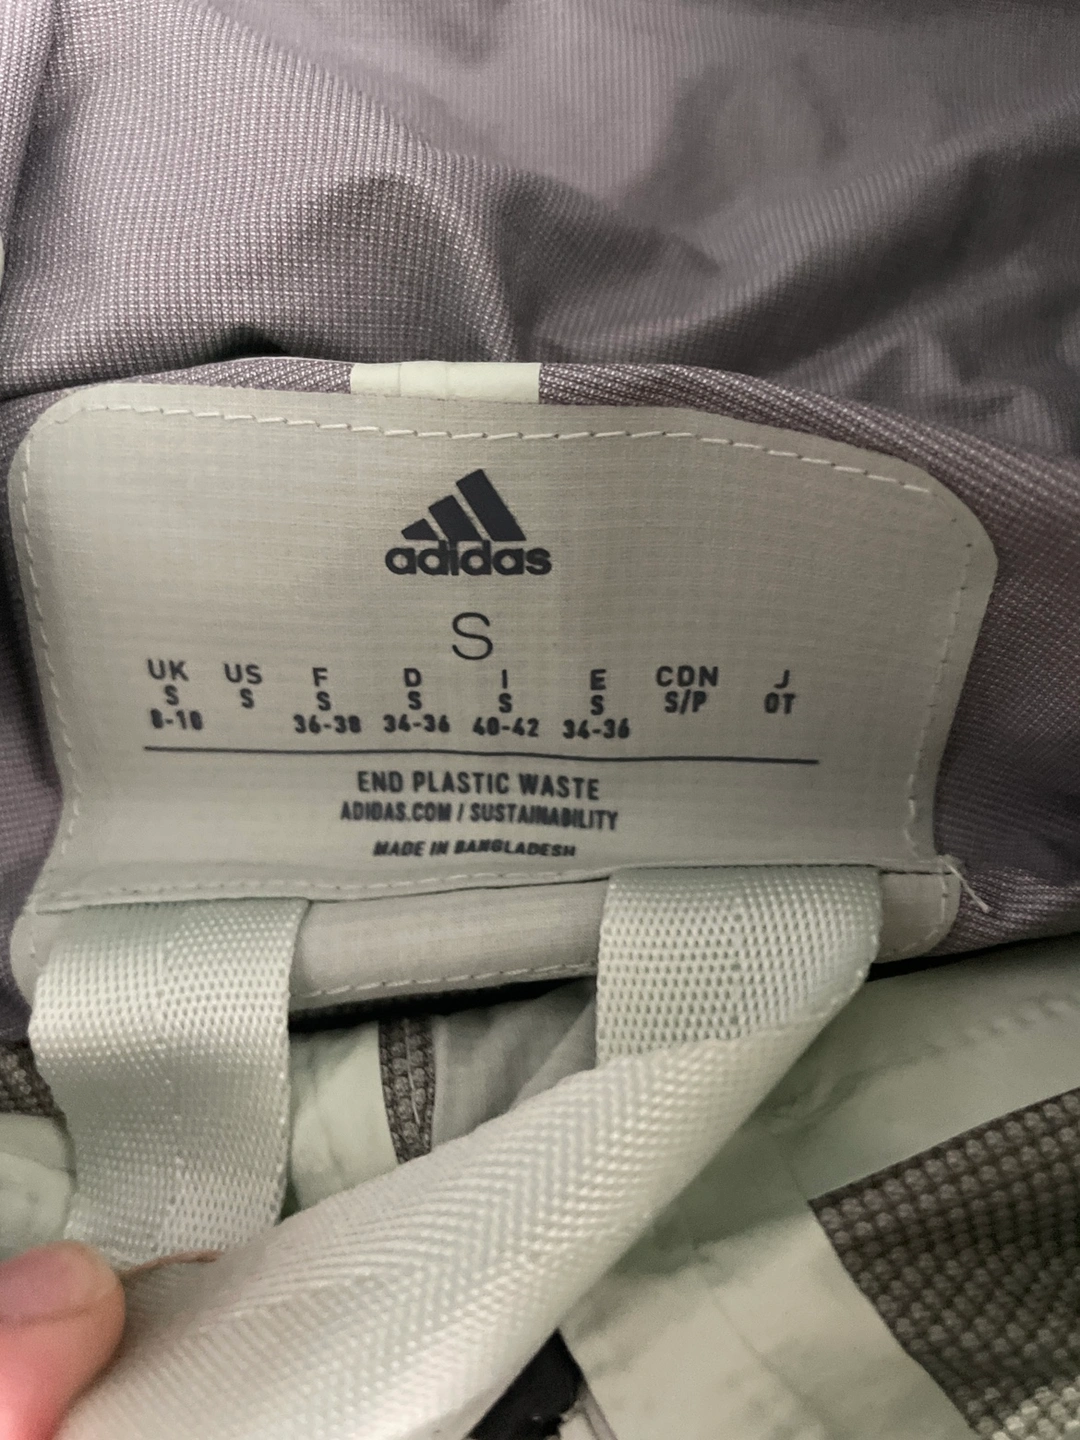 adidas
S
UK US F D I E CDN J
S S S S S S S/P OT
8-10 36-38 34-36 40-42 34-36
END PLASTIC WASTE
ADIDAS.COM / SUSTAINABILITY
MADE IN BANGLADESH